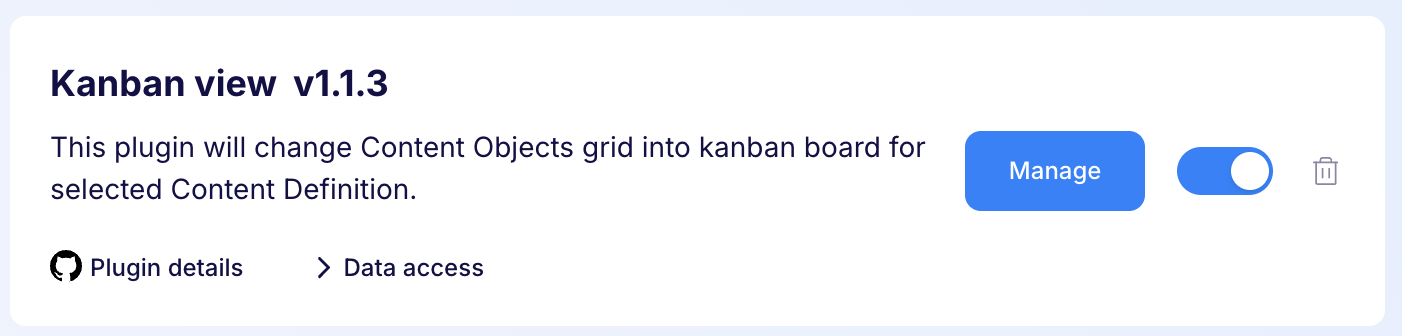 Kanban view v1.1.3
This plugin will change Content Objects grid into kanban board for
selected Content Definition.
Manage
Plugin details
Data access